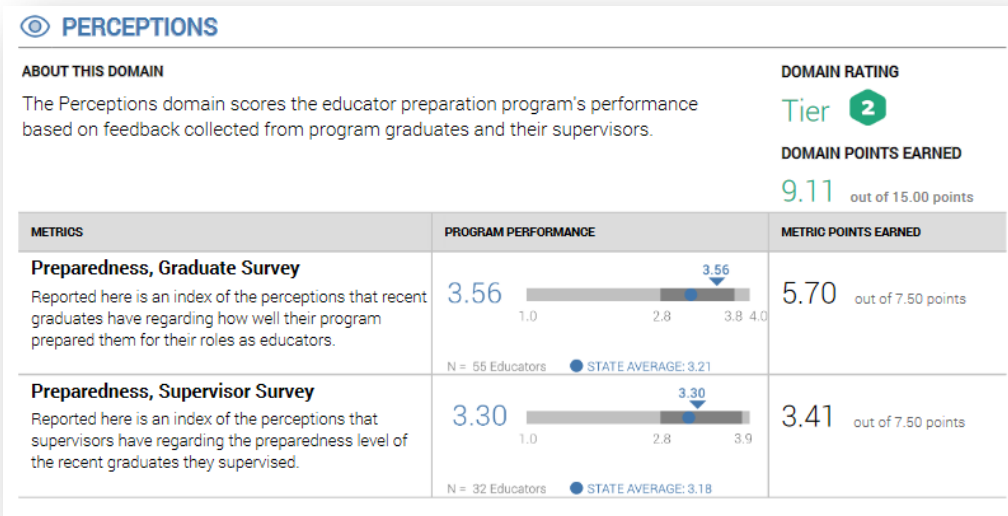 PERCEPTIONS
ABOUT THIS DOMAIN
The Perceptions domain scores the educator preparation program's performance
based on feedback collected from program graduates and their supervisors.
DOMAIN RATING
Tier 2
DOMAIN POINTS EARNED
9.11 out of 15.00 points
METRICS PROGRAM PERFORMANCE METRIC POINTS EARNED
Preparedness, Graduate Survey
Reported here is an index of the perceptions that recent
graduates have regarding how well their program
prepared them for their roles as educators.
3.56
3.56
1.0 2.8 3.8 4.0
N = 55 Educators STATE AVERAGE: 3.21
5.70 out of 7.50 points
Preparedness, Supervisor Survey
Reported here is an index of the perceptions that
supervisors have regarding the preparedness level of
the recent graduates they supervised.
3.30
3.30
1.0 2.8 3.9
N = 32 Educators STATE AVERAGE: 3.18
3.41 out of 7.50 points